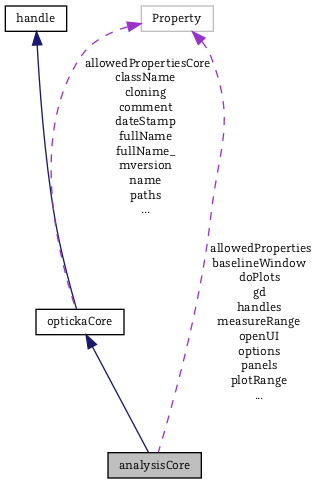 handle
Property
allowedPropertiesCore
className
cloning
comment
dateStamp
fullName
fullName_
mversion
name
paths
...
allowedProperties
baselineWindow
doPlots
gd
handles
measureRange
openUI
options
panels
plotRange
...
optickaCore
analysisCore